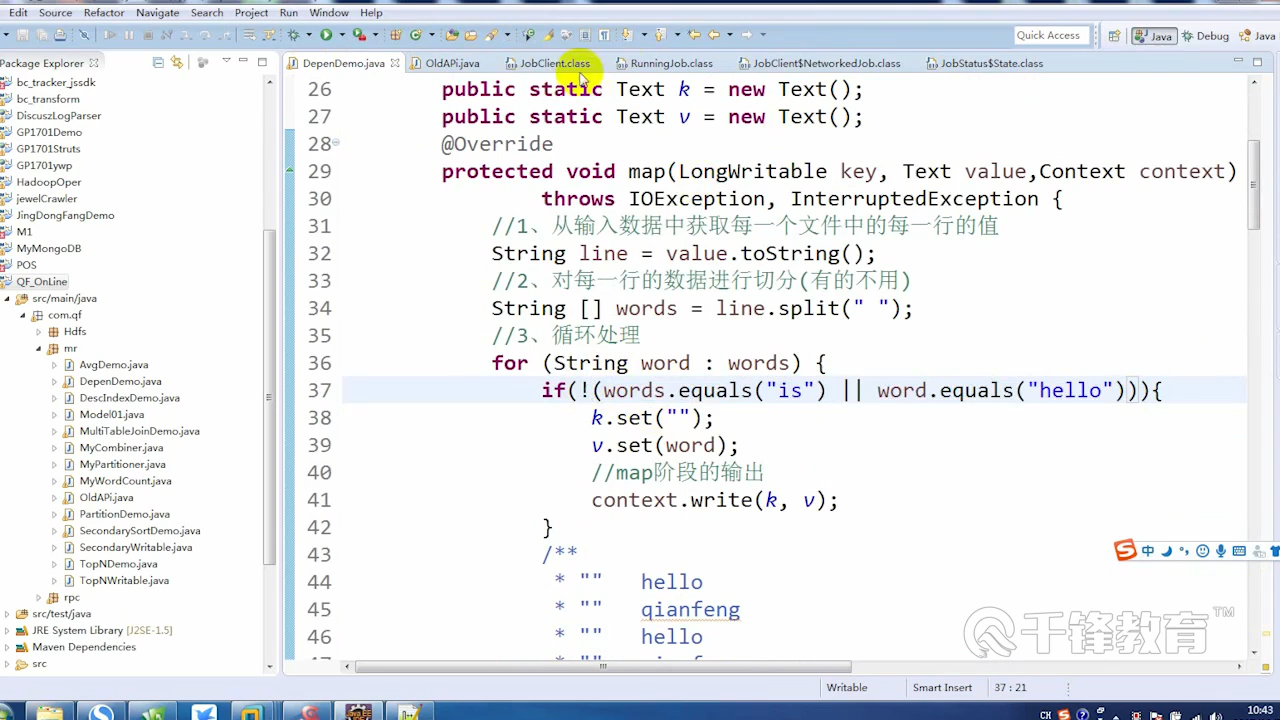 File Source Refactor Navigate Search Project Run Window Help
Quick Access Java Debug Java
Package Explorer
DepenDemo.java OldAPi.java JobClient.class RunningJob.class JobClient$NetworkedJob.class JobStatus$State.class
bc_tracker_jssdk
bc_transform
DiscuszLogParser
GP1701Demo
GP1701Struts
GP1701ywp
HadoopOper
jewelCrawler
JingDongFangDemo
M1
MyMongoDB
POS
QF_OnLine
src/main/java
com.qf
Hdfs
mr
AvgDemo.java
DepenDemo.java
DescIndexDemo.java
Model01.java
MultiTableJoinDemo.java
MyCombiner.java
MyPartitioner.java
MyWordCount.java
OldAPi.java
PartitionDemo.java
SecondarySortDemo.java
SecondaryWritable.java
TopNDemo.java
TopNWritable.java
rpc
src/test/java
JRE System Library [J2SE-1.5]
Maven Dependencies
src
26 public static Text k = new Text();
27 public static Text v = new Text();
28 @Override
29 protected void map(LongWritable key, Text value,Context context)
30 throws IOException, InterruptedException {
31 //1、从输入数据中获取每一个文件中的每一行的值
32 String line = value.toString();
33 //2、对每一行的数据进行切分(有的不用)
34 String [] words = line.split(" ");
35 //3、循环处理
36 for (String word : words) {
37 if(!(words.equals("is") || word.equals("hello"))){
38 k.set("");
39 v.set(word);
40 //map阶段的输出
41 context.write(k, v);
42 }
43 /**
44 * "" hello
45 * "" qianfeng
46 * "" hello
中
千锋教育™
Writable Smart Insert 37 : 21
CH 10:43